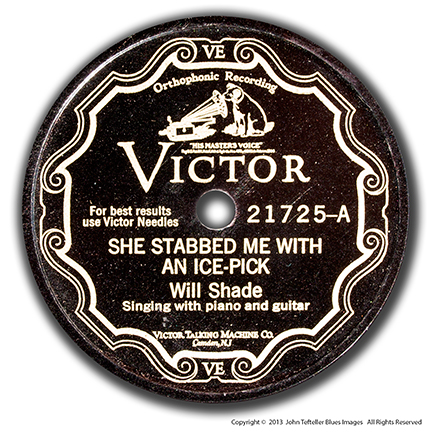 VE
Orthophonic Recording
"HIS MASTER'S VOICE"
VICTOR
For best results
use Victor Needles
21725-A
SHE STABBED ME WITH
AN ICE-PICK
Will Shade
Singing with piano and guitar
VICTOR TALKING MACHINE CO.
Camden, N.J.
VE
Copyright © 2013 John Tefteller Blues Images All Rights Reserved